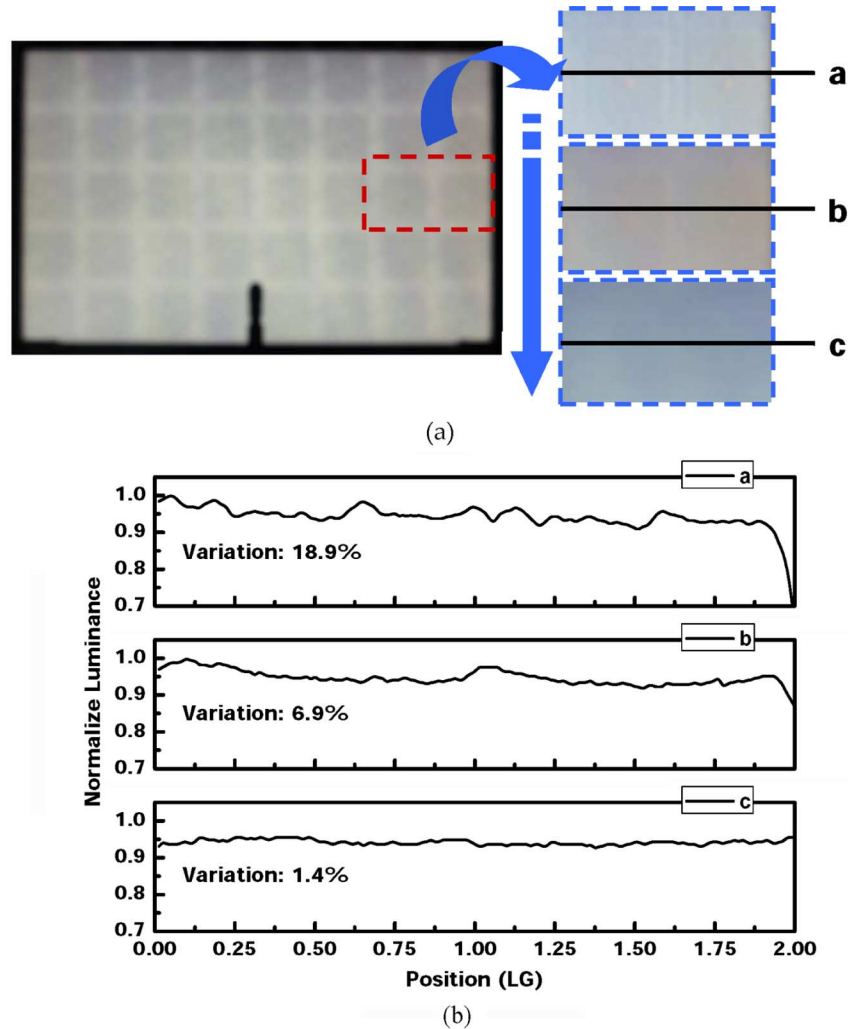 a
b
c
(a)
a
1.0
0.9
0.8
0.7
Variation: 18.9%
b
1.0
0.9
0.8
0.7
Variation: 6.9%
c
1.0
0.9
0.8
0.7
Variation: 1.4%
Normalize Luminance
0.00 0.25 0.50 0.75 1.00 1.25 1.50 1.75 2.00
Position (LG)
(b)